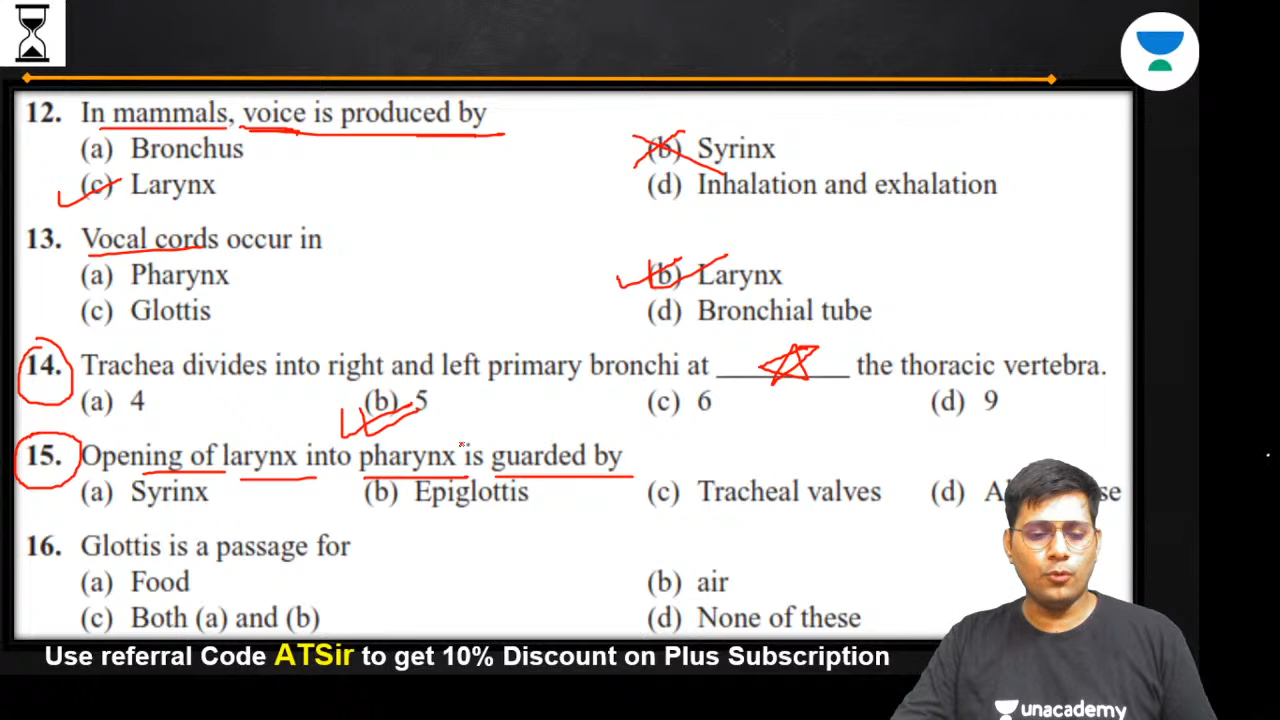 12. In mammals, voice is produced by
(a) Bronchus (b) Syrinx
(c) Larynx (d) Inhalation and exhalation
13. Vocal cords occur in
(a) Pharynx (b) Larynx
(c) Glottis (d) Bronchial tube
14. Trachea divides into right and left primary bronchi at _________ the thoracic vertebra.
(a) 4 (b) 5 (c) 6 (d) 9
15. Opening of larynx into pharynx is guarded by
(a) Syrinx (b) Epiglottis (c) Tracheal valves (d)
16. Glottis is a passage for
(a) Food (b) air
(c) Both (a) and (b) (d) None of these
Use referral Code ATSir to get 10% Discount on Plus Subscription
unacademy